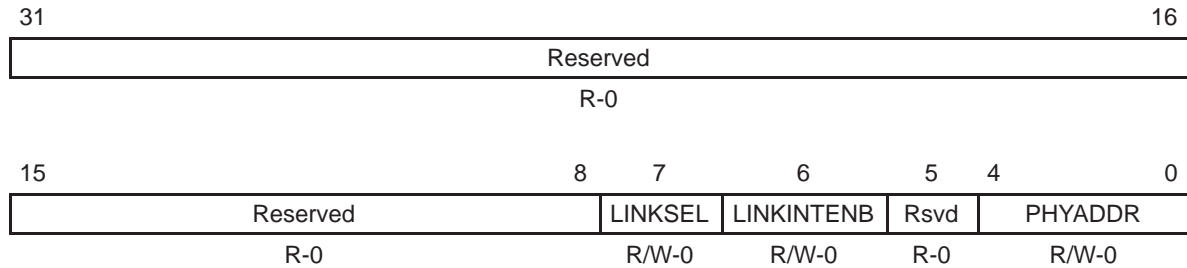 31 16
Reserved
R-0
15 8 7 6 5 4 0
Reserved LINKSEL LINKINTENB Rsvd PHYADDR
R-0 R/W-0 R/W-0 R-0 R/W-0